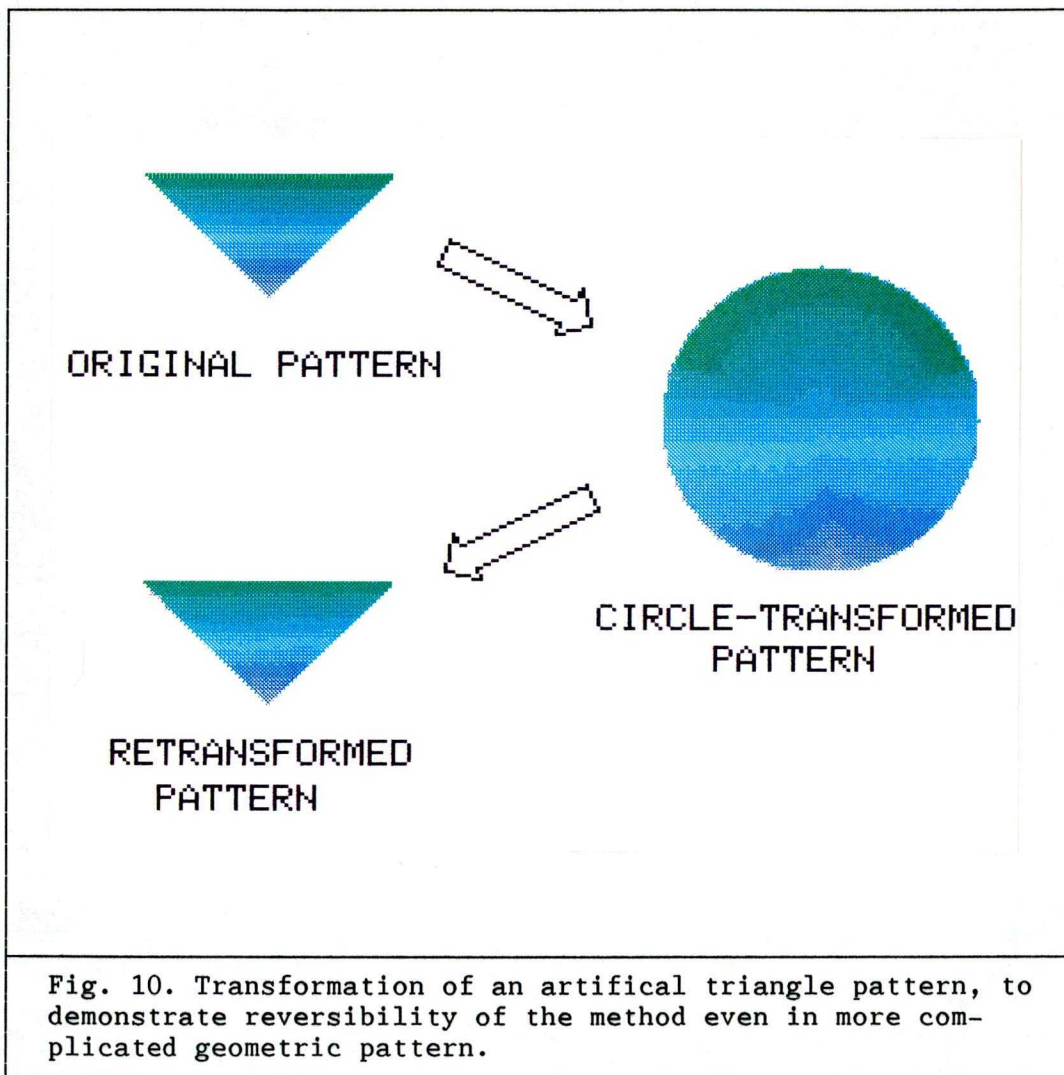 ORIGINAL PATTERN
CIRCLE-TRANSFORMED
PATTERN
RETRANSFORMED
PATTERN
Fig. 10. Transformation of an artifical triangle pattern, to
demonstrate reversibility of the method even in more com-
plicated geometric pattern.